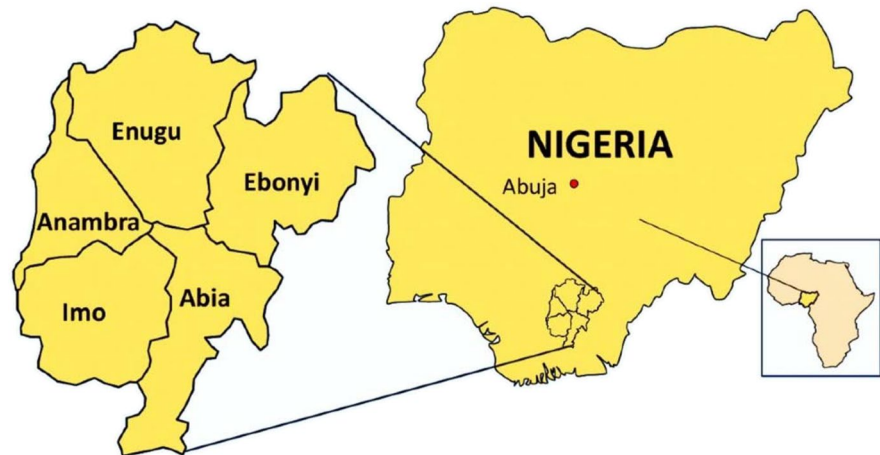 Enugu
Ebonyi
Anambra
Imo
Abia
NIGERIA
Abuja